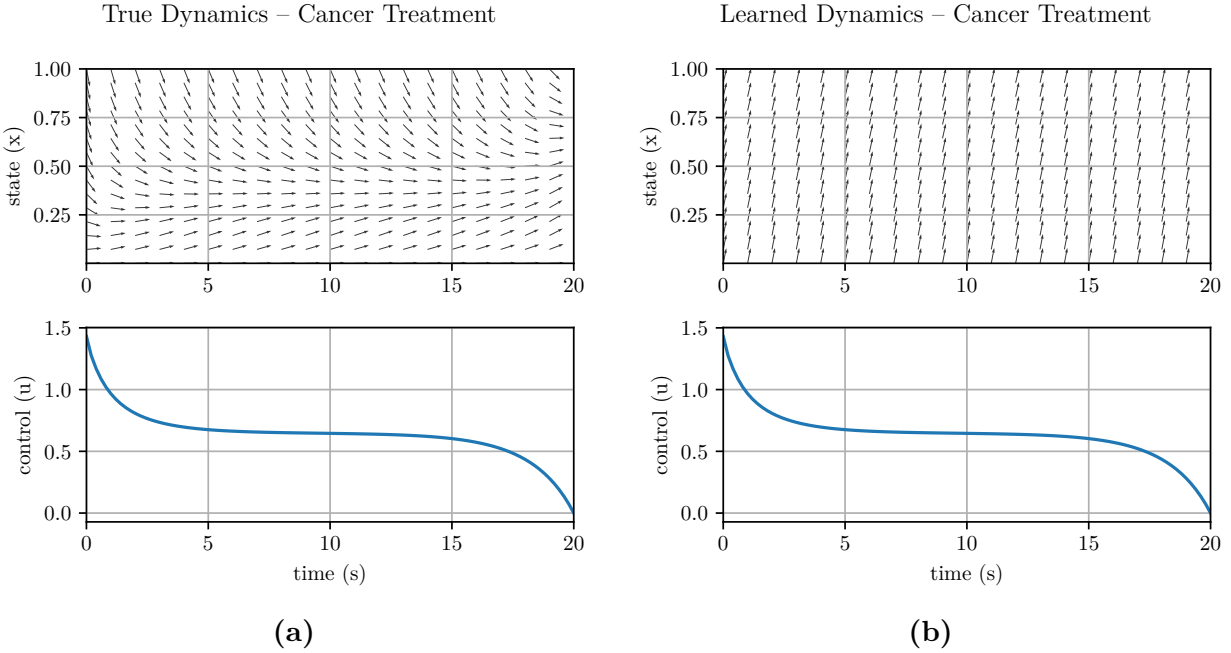 True Dynamics – Cancer Treatment
1.00
0.75
0.50
0.25
state (x)
0 5 10 15 20
1.5
1.0
0.5
0.0
control (u)
0 5 10 15 20
time (s)
(a)
Learned Dynamics – Cancer Treatment
1.00
0.75
0.50
0.25
state (x)
0 5 10 15 20
1.5
1.0
0.5
0.0
control (u)
0 5 10 15 20
time (s)
(b)